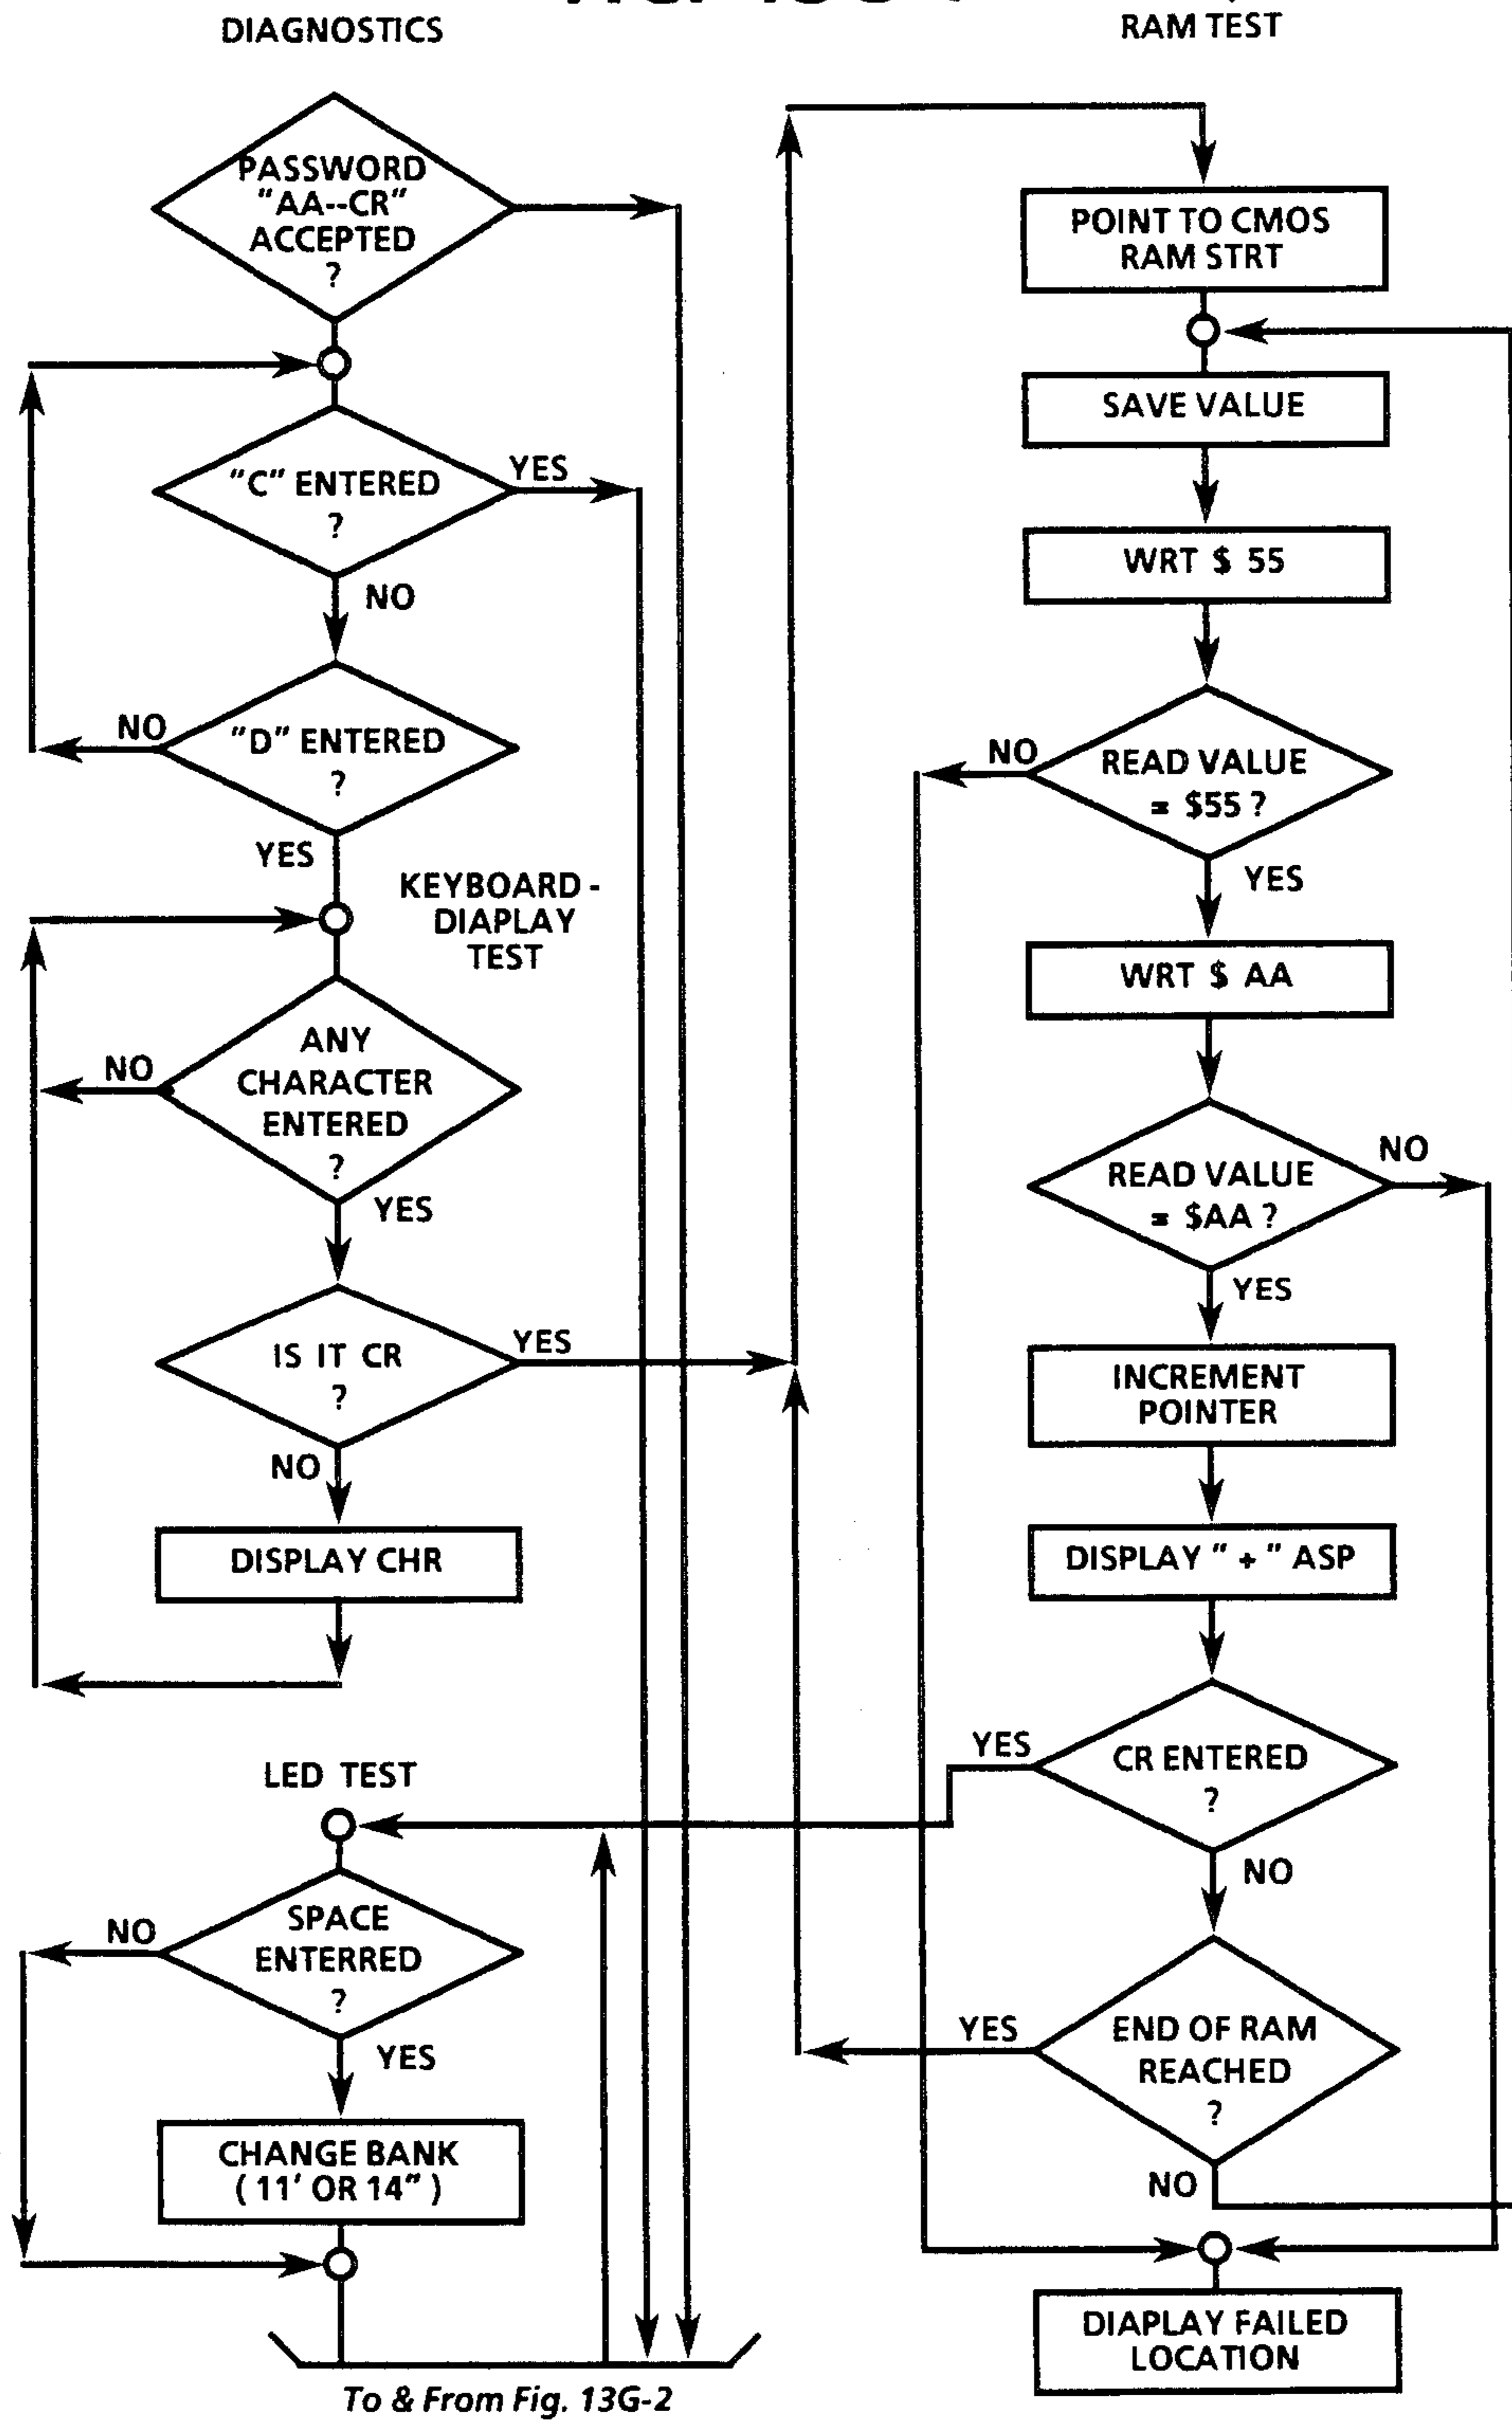 DIAGNOSTICS
PASSWORD
"AA--CR"
ACCEPTED
?
"C" ENTERED
?
YES
NO
"D" ENTERED
?
NO
YES
KEYBOARD -
DIAPLAY
TEST
ANY
CHARACTER
ENTERED
?
NO
YES
IS IT CR
?
YES
NO
DISPLAY CHR
LED TEST
SPACE
ENTERRED
?
NO
YES
CHANGE BANK
( 11' OR 14" )
To & From Fig. 13G-2
RAM TEST
POINT TO CMOS
RAM STRT
SAVE VALUE
WRT $ 55
READ VALUE
= $55 ?
NO
YES
WRT $ AA
READ VALUE
= $AA ?
NO
YES
INCREMENT
POINTER
DISPLAY " + " ASP
CR ENTERED
?
YES
NO
END OF RAM
REACHED
?
YES
NO
DIAPLAY FAILED
LOCATION